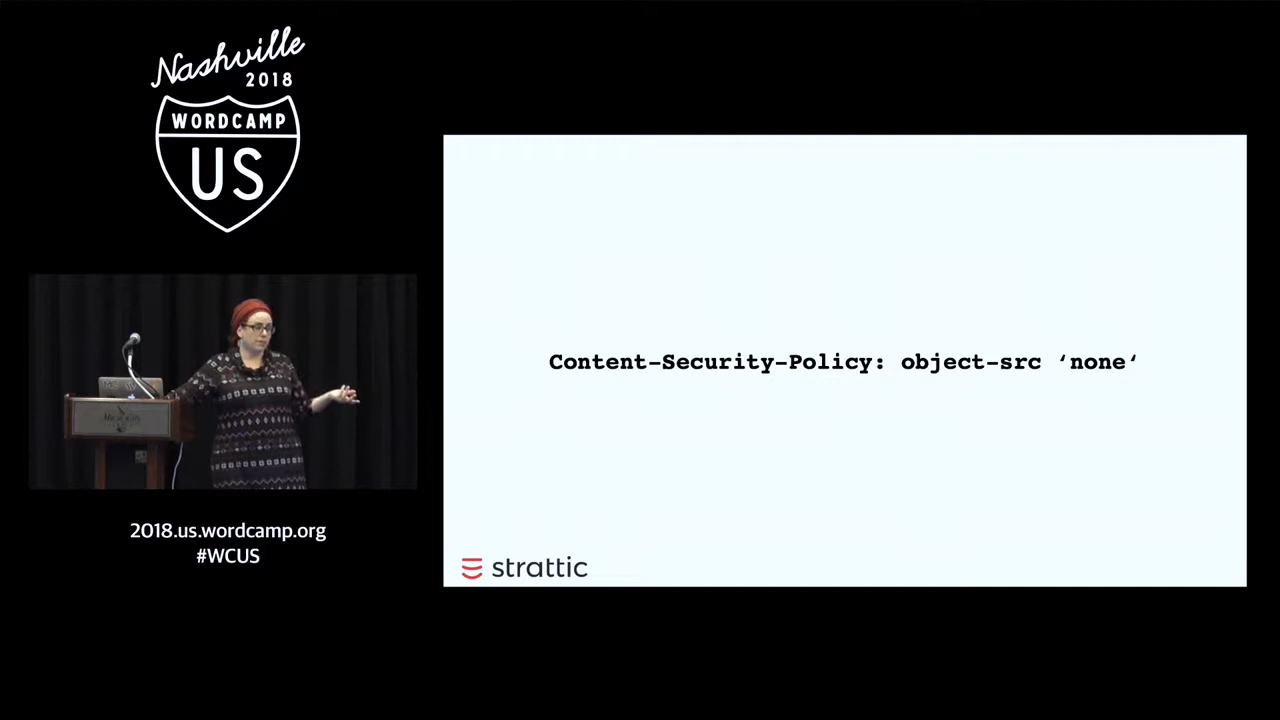 Nashville
2018
WORDCAMP
US
Content-Security-Policy: object-src ‘none‘
2018.us.wordcamp.org
#WCUS
strattic